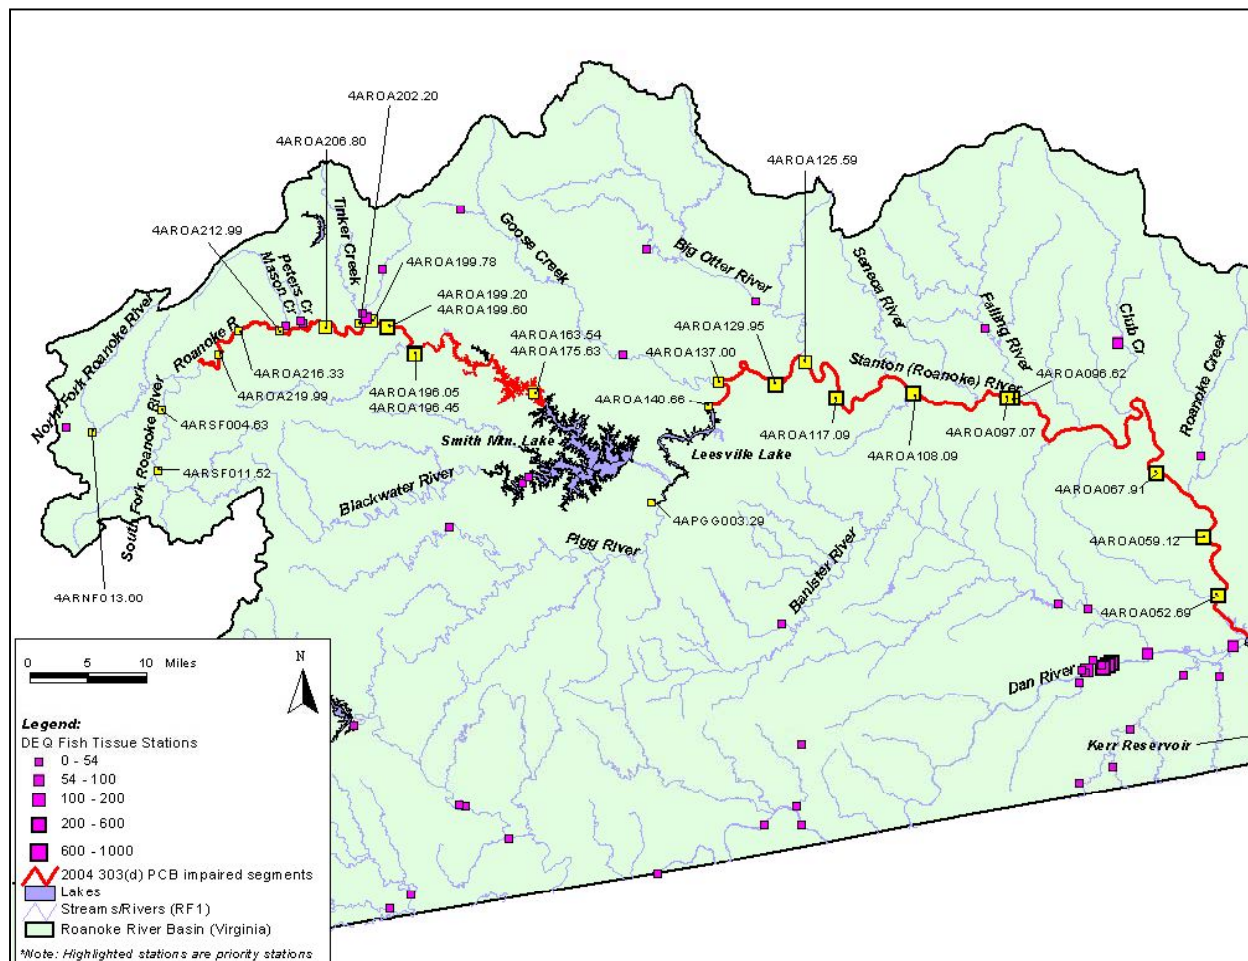 4AROA202.20
4AROA206.80
4AROA125.59
4AROA212.99
Tinker Creek
Peters Cr
Mason Cr
4AROA199.78
Goose Creek
Big Otter River
Seneca River
Falling River
Club Cr
Roanoke Creek
4AROA199.20
4AROA199.60
4AROA163.54
4AROA175.63
4AROA129.95
4AROA137.00
4AROA140.66
Stanton (Roanoke) River
4AROA096.62
North Fork Roanoke River
Roanoke R
4AROA216.33
4AROA219.99
4AROA196.05
4AROA196.45
4ARSF004.63
4ARSF011.52
South Fork Roanoke River
Smith Mtn. Lake
Leesville Lake
4AROA117.09
4AROA108.09
4AROA097.07
4AROA067.91
Blackwater River
4APGG003.29
Pigg River
Banister River
4AROA059.12
4AROA052.69
4ARNF013.00
Dan River
Kerr Reservoir
0 5 10 Miles
N
Legend:
DEQ Fish Tissue Stations
0 - 54
54 - 100
100 - 200
200 - 600
600 - 1000
2004 303(d) PCB impaired segments
Lakes
Streams/Rivers (RF1)
Roanoke River Basin (Virginia)
*Note: Highlighted stations are priority stations